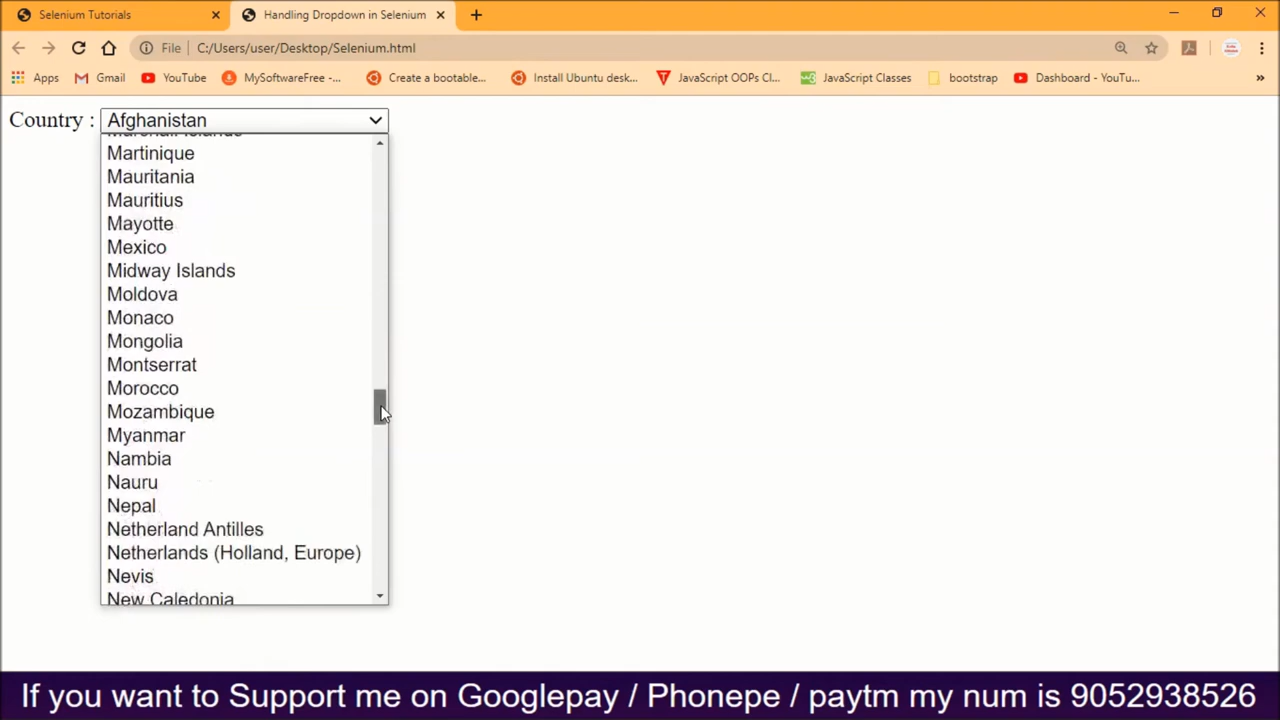 Selenium Tutorials
Handling Dropdown in Selenium
File C:/Users/user/Desktop/Selenium.html
Apps Gmail YouTube MySoftwareFree -... Create a bootable... Install Ubuntu desk... JavaScript OOPs Cl... JavaScript Classes bootstrap Dashboard - YouTu...
Country : Afghanistan
Marshall Islands
Martinique
Mauritania
Mauritius
Mayotte
Mexico
Midway Islands
Moldova
Monaco
Mongolia
Montserrat
Morocco
Mozambique
Myanmar
Nambia
Nauru
Nepal
Netherland Antilles
Netherlands (Holland, Europe)
Nevis
New Caledonia
If you want to Support me on Googlepay / Phonepe / paytm my num is 9052938526